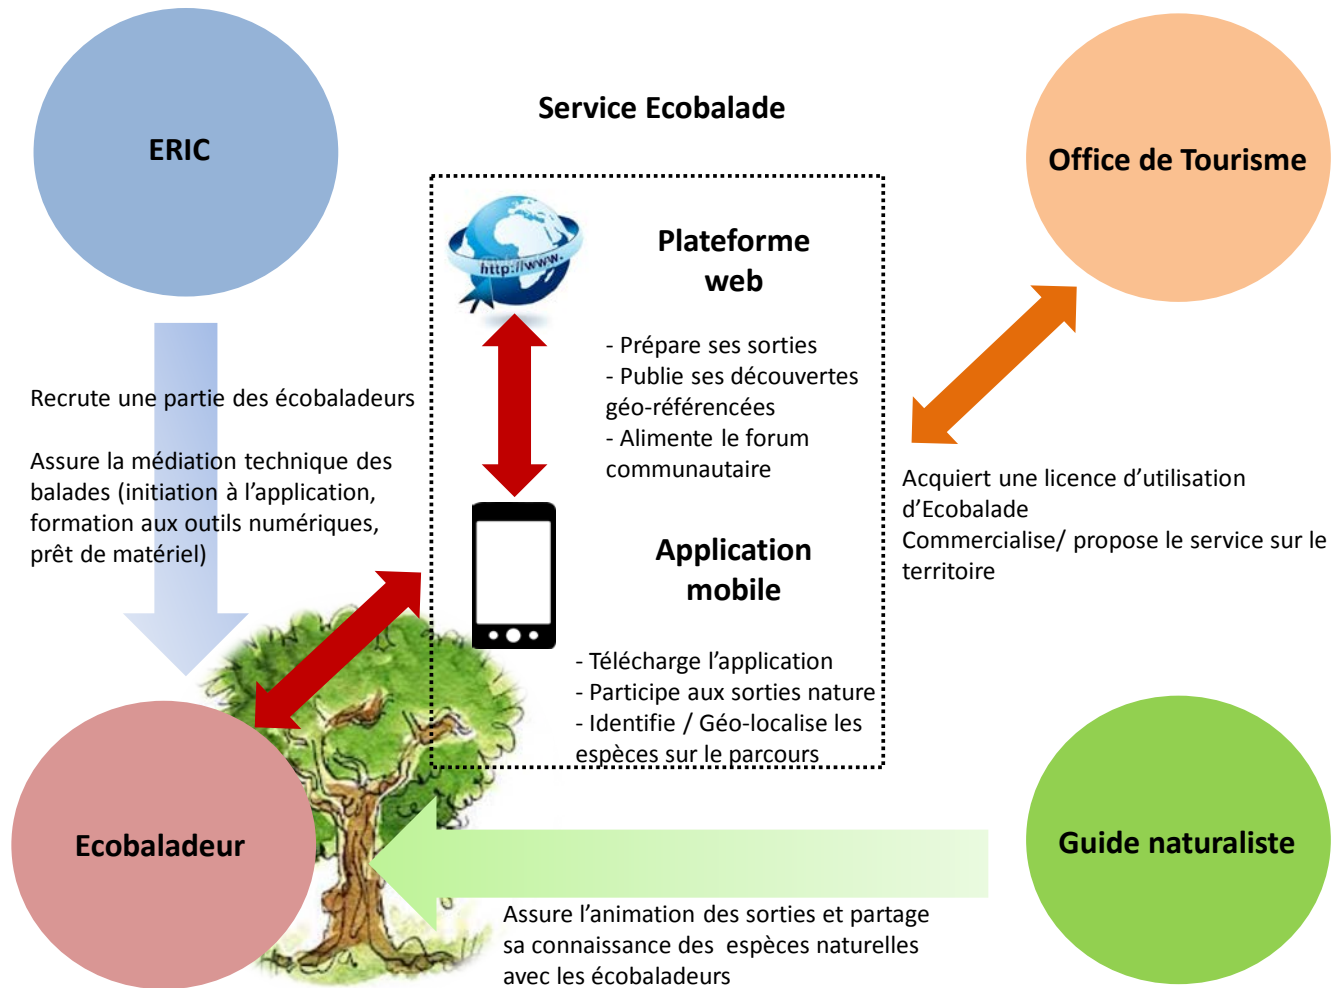 Service Ecobalade
ERIC
Office de Tourisme
http://www.
Plateforme
web
- Prépare ses sorties
- Publie ses découvertes
géo-référencées
- Alimente le forum
communautaire
Recrute une partie des écobaladeurs
Assure la médiation technique des
balades (initiation à l’application,
formation aux outils numériques,
prêt de matériel)
Acquiert une licence d’utilisation
d’Ecobalade
Commercialise/ propose le service sur le
territoire
Application
mobile
- Télécharge l’application
- Participe aux sorties nature
- Identifie / Géo-localise les
espèces sur le parcours
Ecobaladeur
Guide naturaliste
Assure l’animation des sorties et partage
sa connaissance des espèces naturelles
avec les écobaladeurs